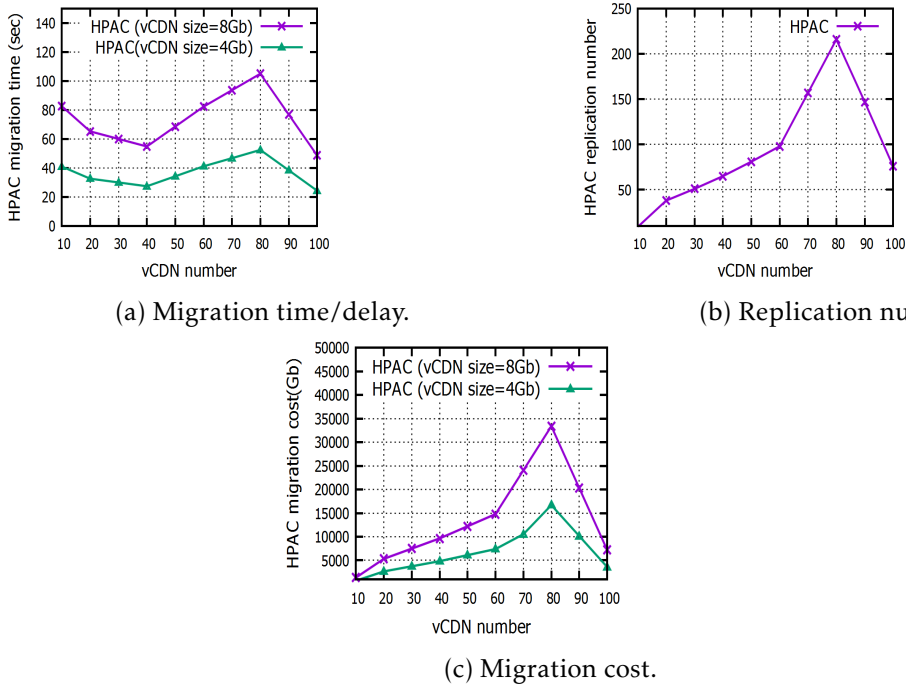 HPAC migration time (sec)
140
120
100
80
60
40
20
0
HPAC (vCDN size=8Gb)
HPAC(vCDN size=4Gb)
10 20 30 40 50 60 70 80 90 100
vCDN number
(a) Migration time/delay.
HPAC replication number
250
200
150
100
50
HPAC
10 20 30 40 50 60 70 80 90 100
vCDN number
(b) Replication nu
HPAC migration cost(Gb)
50000
45000
40000
35000
30000
25000
20000
15000
10000
5000
HPAC (vCDN size=8Gb)
HPAC (vCDN size=4Gb)
10 20 30 40 50 60 70 80 90 100
vCDN number
(c) Migration cost.